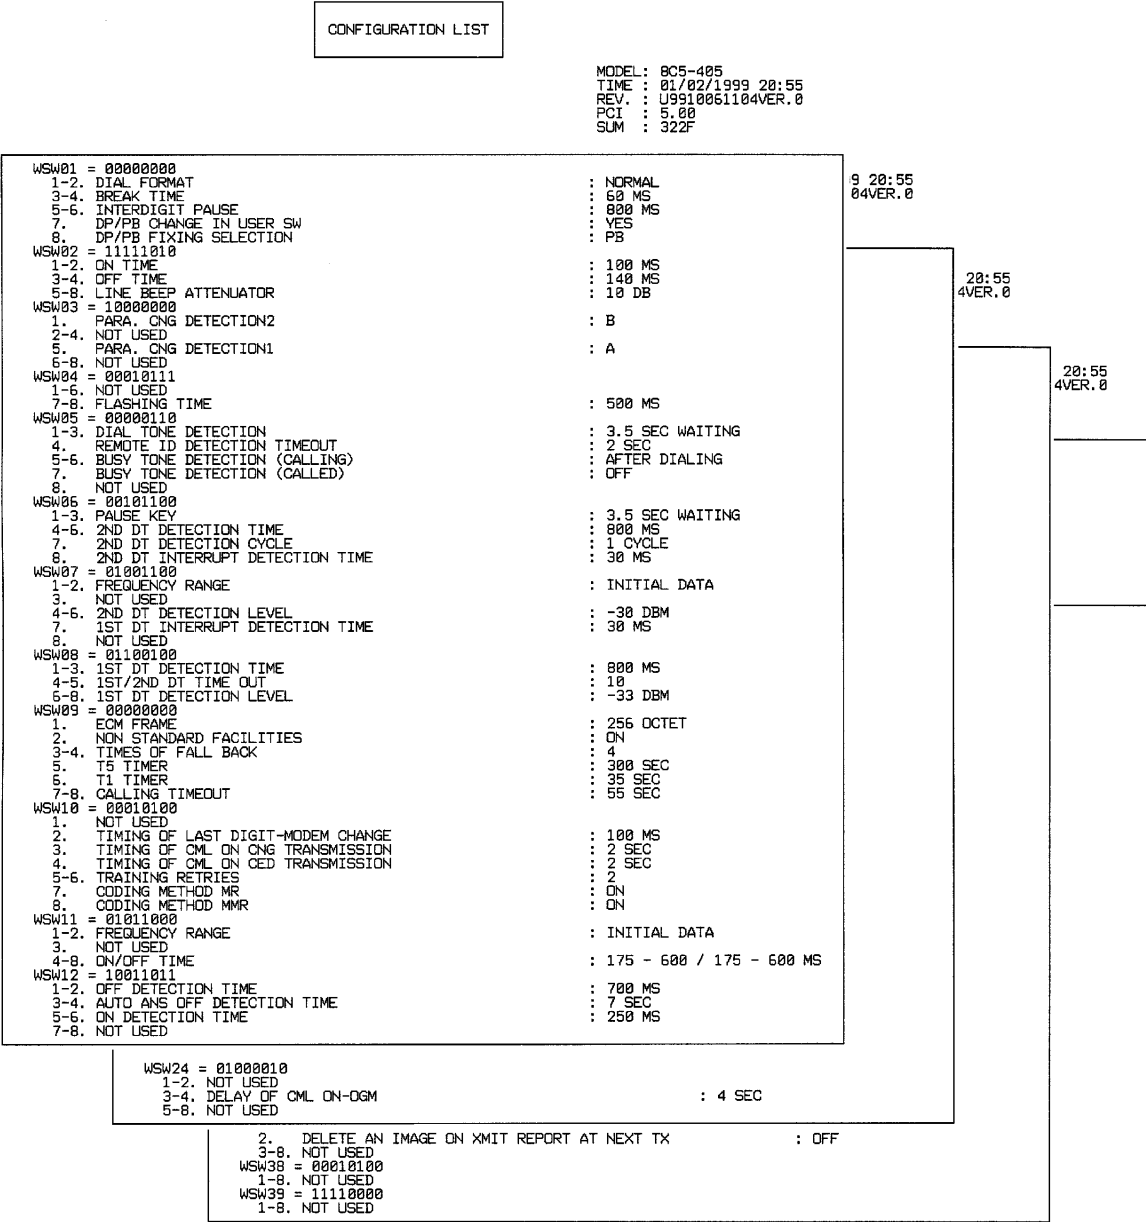 CONFIGURATION LIST
MODEL: 8C5-405
TIME : 01/02/1999 20:55
REV. : U9910061104VER.0
PCI : 5.00
SUM : 322F
WSW01 = 00000000
1-2. DIAL FORMAT : NORMAL
3-4. BREAK TIME : 60 MS
5-6. INTERDIGIT PAUSE : 800 MS
7. DP/PB CHANGE IN USER SW : YES
8. DP/PB FIXING SELECTION : PB
WSW02 = 11111010
1-2. ON TIME : 100 MS
3-4. OFF TIME : 140 MS
5-8. LINE BEEP ATTENUATOR : 10 DB
WSW03 = 10000000
1. PARA. CNG DETECTION2 : B
2-4. NOT USED
5. PARA. CNG DETECTION1 : A
6-8. NOT USED
WSW04 = 00010111
1-6. NOT USED
7-8. FLASHING TIME : 500 MS
WSW05 = 00000110
1-3. DIAL TONE DETECTION : 3.5 SEC WAITING
4. REMOTE ID DETECTION TIMEOUT : 2 SEC
5-6. BUSY TONE DETECTION (CALLING) : AFTER DIALING
7. BUSY TONE DETECTION (CALLED) : OFF
8. NOT USED
WSW06 = 00101100
1-3. PAUSE KEY : 3.5 SEC WAITING
4-6. 2ND DT DETECTION TIME : 800 MS
7. 2ND DT DETECTION CYCLE : 1 CYCLE
8. 2ND DT INTERRUPT DETECTION TIME : 30 MS
WSW07 = 01001100
1-2. FREQUENCY RANGE : INITIAL DATA
3. NOT USED
4-6. 2ND DT DETECTION LEVEL : -30 DBM
7. 1ST DT INTERRUPT DETECTION TIME : 30 MS
8. NOT USED
WSW08 = 01100100
1-3. 1ST DT DETECTION TIME : 800 MS
4-5. 1ST/2ND DT TIME OUT : 10
6-8. 1ST DT DETECTION LEVEL : -33 DBM
WSW09 = 00000000
1. ECM FRAME : 256 OCTET
2. NON STANDARD FACILITIES : ON
3-4. TIMES OF FALL BACK : 4
5. T5 TIMER : 300 SEC
6. T1 TIMER : 35 SEC
7-8. CALLING TIMEOUT : 55 SEC
WSW10 = 00010100
1. NOT USED
2. TIMING OF LAST DIGIT-MODEM CHANGE : 100 MS
3. TIMING OF CML ON CNG TRANSMISSION : 2 SEC
4. TIMING OF CML ON CED TRANSMISSION : 2 SEC
5-6. TRAINING RETRIES : 2
7. CODING METHOD MR : ON
8. CODING METHOD MMR : ON
WSW11 = 01011000
1-2. FREQUENCY RANGE : INITIAL DATA
3. NOT USED
4-8. ON/OFF TIME : 175 - 600 / 175 - 600 MS
WSW12 = 10011011
1-2. OFF DETECTION TIME : 700 MS
3-4. AUTO ANS OFF DETECTION TIME : 7 SEC
5-6. ON DETECTION TIME : 250 MS
7-8. NOT USED
9 20:55
04VER.0
20:55
4VER.0
20:55
4VER.0
WSW24 = 01000010
1-2. NOT USED
3-4. DELAY OF CML ON-OGM : 4 SEC
5-8. NOT USED
2. DELETE AN IMAGE ON XMIT REPORT AT NEXT TX : OFF
3-8. NOT USED
WSW38 = 00010100
1-8. NOT USED
WSW39 = 11110000
1-8. NOT USED